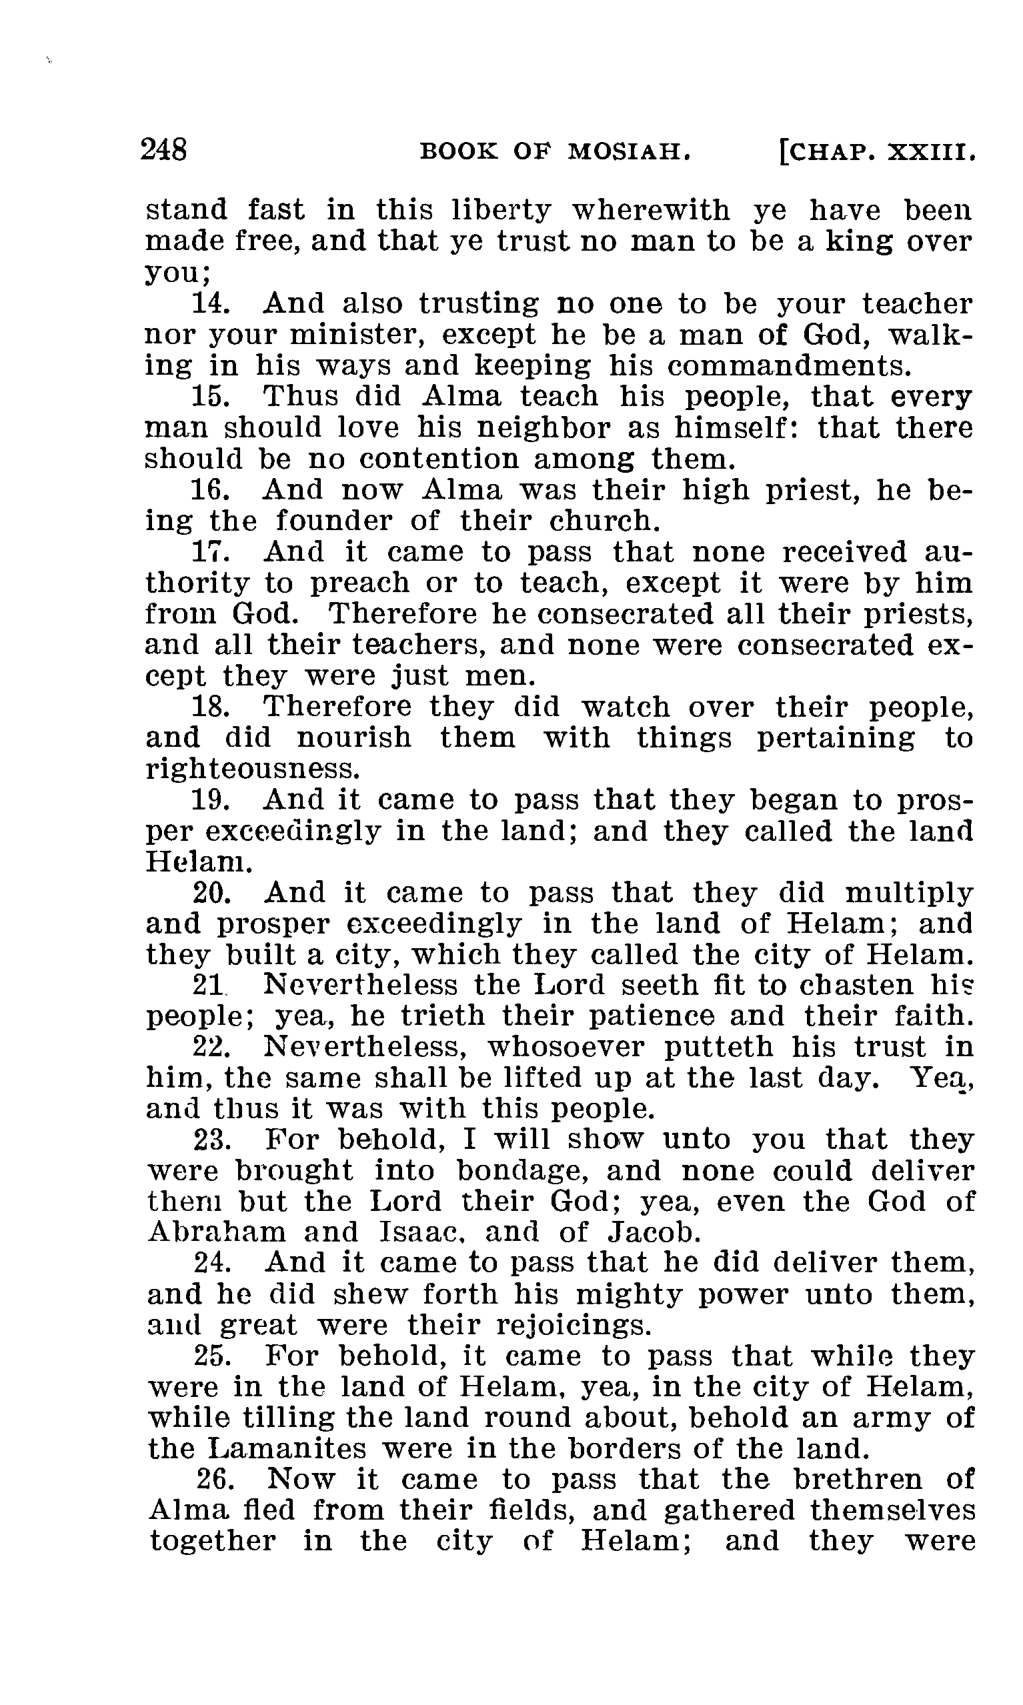 248 BOOK OF MOSIAH. [CHAP. XXIII.
stand fast in this liberty wherewith ye have been
made free, and that ye trust no man to be a king over
you;
14. And also trusting no one to be your teacher
nor your minister, except he be a man of God, walk-
ing in his ways and keeping his commandments.
15. Thus did Alma teach his people, that every
man should love his neighbor as himself: that there
should be no contention among them.
16. And now Alma was their high priest, he be-
ing the founder of their church.
17. And it came to pass that none received au-
thority to preach or to teach, except it were by him
from God. Therefore he consecrated all their priests,
and all their teachers, and none were consecrated ex-
cept they were just men.
18. Therefore they did watch over their people,
and did nourish them with things pertaining to
righteousness.
19. And it came to pass that they began to pros-
per exceedingly in the land; and they called the land
Helam.
20. And it came to pass that they did multiply
and prosper exceedingly in the land of Helam; and
they built a city, which they called the city of Helam.
21. Nevertheless the Lord seeth fit to chasten his
people; yea, he trieth their patience and their faith.
22. Nevertheless, whosoever putteth his trust in
him, the same shall be lifted up at the last day. Yea,
and thus it was with this people.
23. For behold, I will show unto you that they
were brought into bondage, and none could deliver
them but the Lord their God; yea, even the God of
Abraham and Isaac, and of Jacob.
24. And it came to pass that he did deliver them,
and he did shew forth his mighty power unto them,
and great were their rejoicings.
25. For behold, it came to pass that while they
were in the land of Helam, yea, in the city of Helam,
while tilling the land round about, behold an army of
the Lamanites were in the borders of the land.
26. Now it came to pass that the brethren of
Alma fled from their fields, and gathered themselves
together in the city of Helam; and they were